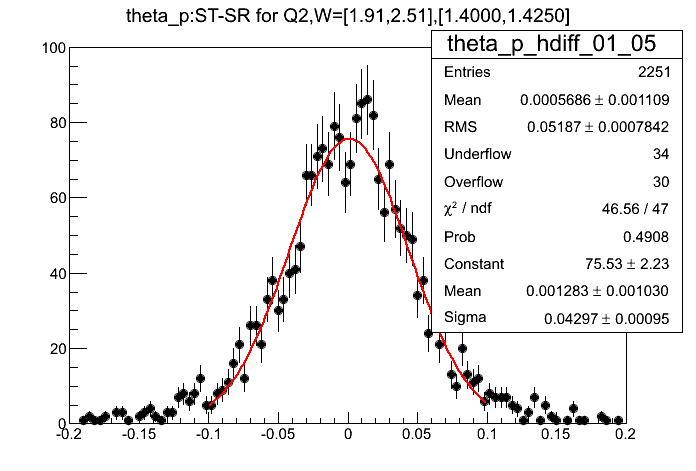 theta_p:ST-SR for Q2,W=[1.91,2.51],[1.4000,1.4250]
theta_p_hdiff_01_05
Entries 2251
Mean 0.0005686 ± 0.001109
RMS 0.05187 ± 0.0007842
Underflow 34
Overflow 30
χ² / ndf 46.56 / 47
Prob 0.4908
Constant 75.53 ± 2.23
Mean 0.001283 ± 0.001030
Sigma 0.04297 ± 0.00095
100
80
60
40
20
0
-0.2 -0.15 -0.1 -0.05 0 0.05 0.1 0.15 0.2